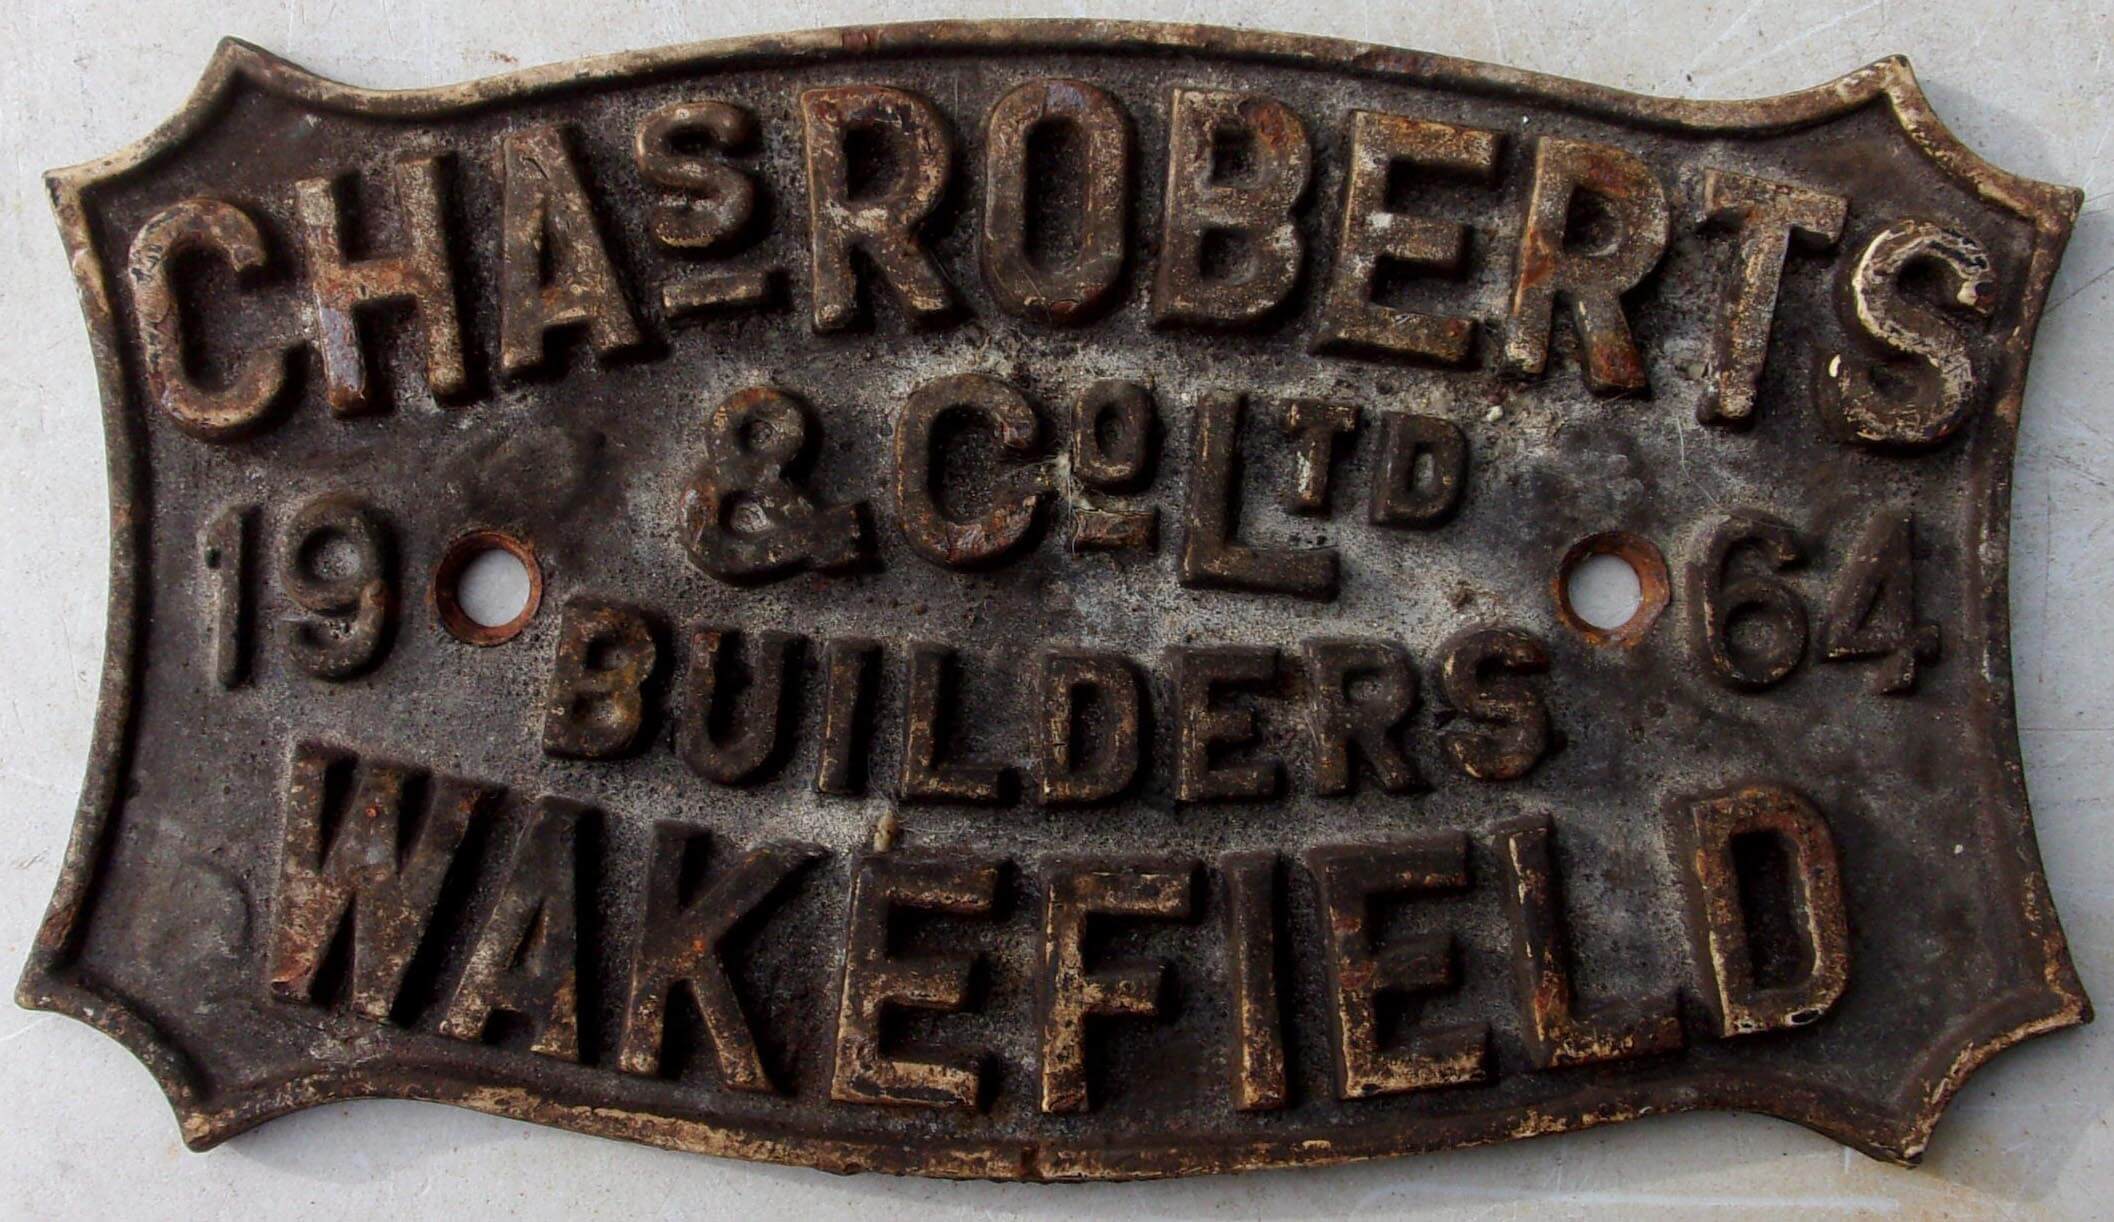 CHAS ROBERTS
& CO LTD
19 64
BUILDERS
WAKEFIELD